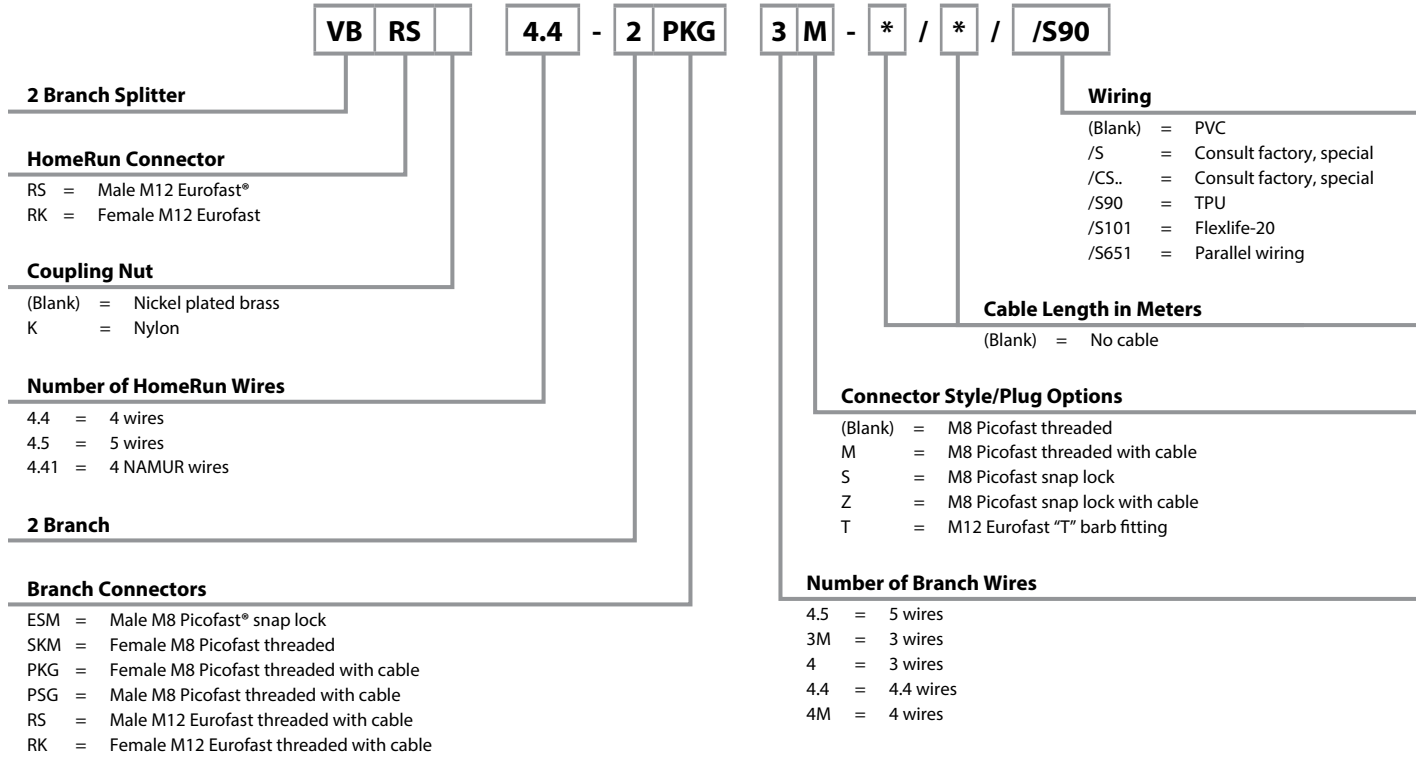 VB RS 4.4 - 2 PKG 3 M - * / * / /S90
2 Branch Splitter
HomeRun Connector
RS = Male M12 Eurofast®
RK = Female M12 Eurofast
Coupling Nut
(Blank) = Nickel plated brass
K = Nylon
Number of HomeRun Wires
4.4 = 4 wires
4.5 = 5 wires
4.41 = 4 NAMUR wires
2 Branch
Branch Connectors
ESM = Male M8 Picofast® snap lock
SKM = Female M8 Picofast threaded
PKG = Female M8 Picofast threaded with cable
PSG = Male M8 Picofast threaded with cable
RS = Male M12 Eurofast threaded with cable
RK = Female M12 Eurofast threaded with cable
Wiring
(Blank) = PVC
/S = Consult factory, special
/CS.. = Consult factory, special
/S90 = TPU
/S101 = Flexlife-20
/S651 = Parallel wiring
Cable Length in Meters
(Blank) = No cable
Connector Style/Plug Options
(Blank) = M8 Picofast threaded
M = M8 Picofast threaded with cable
S = M8 Picofast snap lock
Z = M8 Picofast snap lock with cable
T = M12 Eurofast “T” barb fitting
Number of Branch Wires
4.5 = 5 wires
3M = 3 wires
4 = 3 wires
4.4 = 4.4 wires
4M = 4 wires